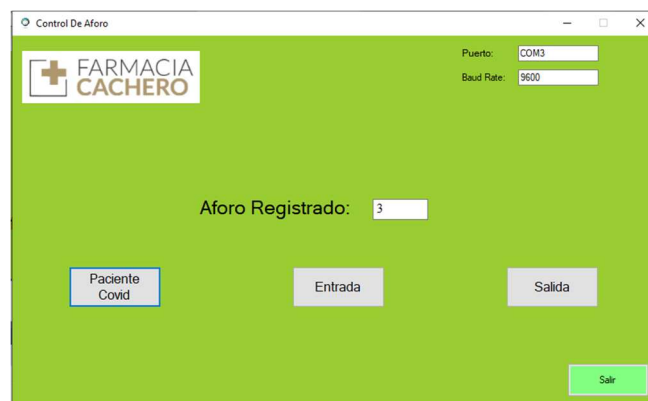 Control De Aforo
FARMACIA
CACHERO
Puerto: COM3
Baud Rate: 9600
Aforo Registrado: 3
Paciente
Covid
Entrada
Salida
Salir